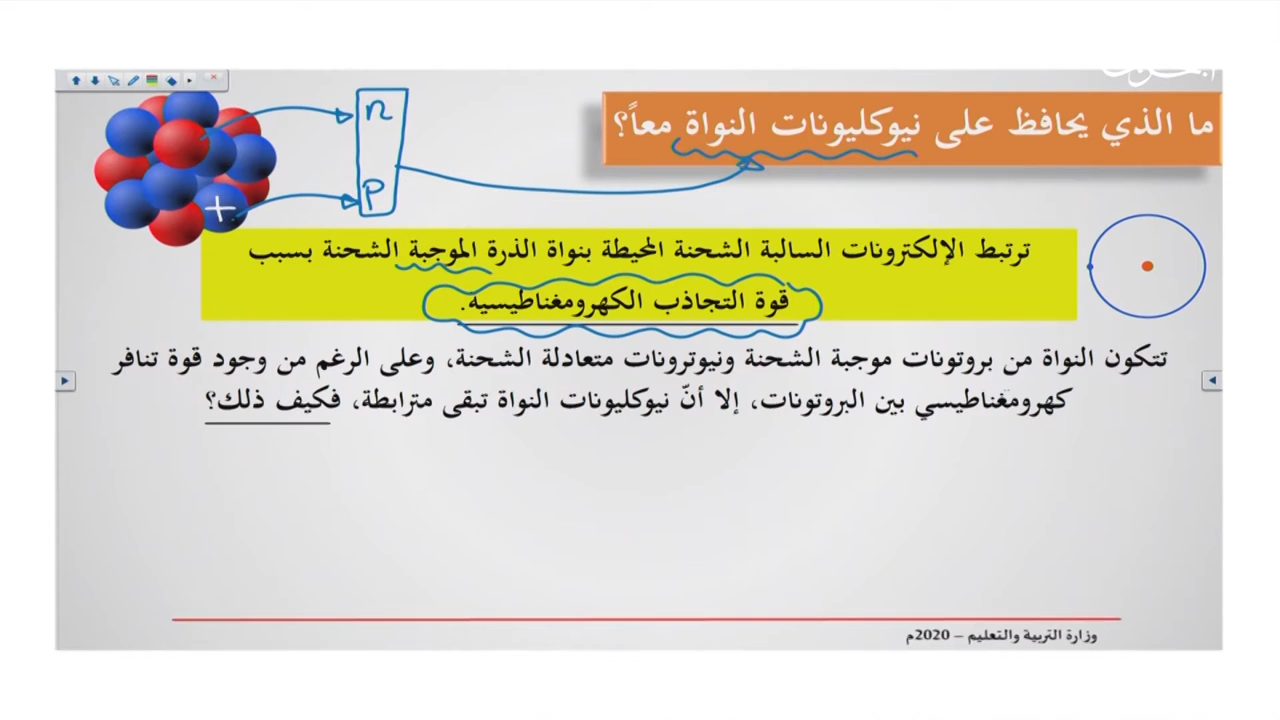 ما الذي يحافظ على نيوكليونات النواة معاً؟
n
p
+
ترتبط الإلكترونات السالبة الشحنة المحيطة بنواة الذرة الموجبة الشحنة بسبب
قوة التجاذب الكهرومغناطيسية.
تتكون النواة من بروتونات موجبة الشحنة ونيوترونات متعادلة الشحنة، وعلى الرغم من وجود قوة تنافر
كهرومغناطيسي بين البروتونات، إلا أنّ نيوكليونات النواة تبقى مترابطة، فكيف ذلك؟
وزارة التربية والتعليم – 2020م